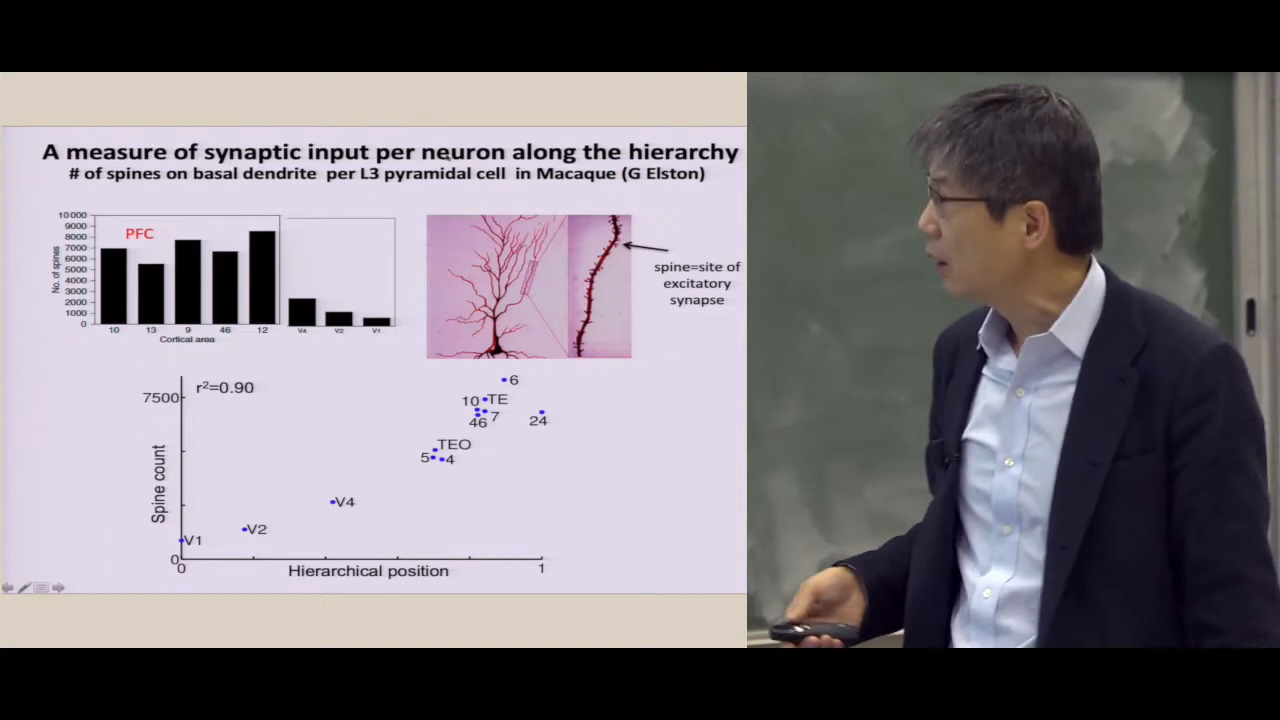 A measure of synaptic input per neuron along the hierarchy
# of spines on basal dendrite per L3 pyramidal cell in Macaque (G Elston)
10000
9000
8000
7000
6000
5000
4000
3000
2000
1000
0
No. of spines
PFC
10 13 9 46 12 V4 V2 V1
Cortical area
spine=site of
excitatory
synapse
r²=0.90
7500
0
Spine count
6
10 TE
46 7
24
TEO
5 4
V4
V2
V1
0 1
Hierarchical position